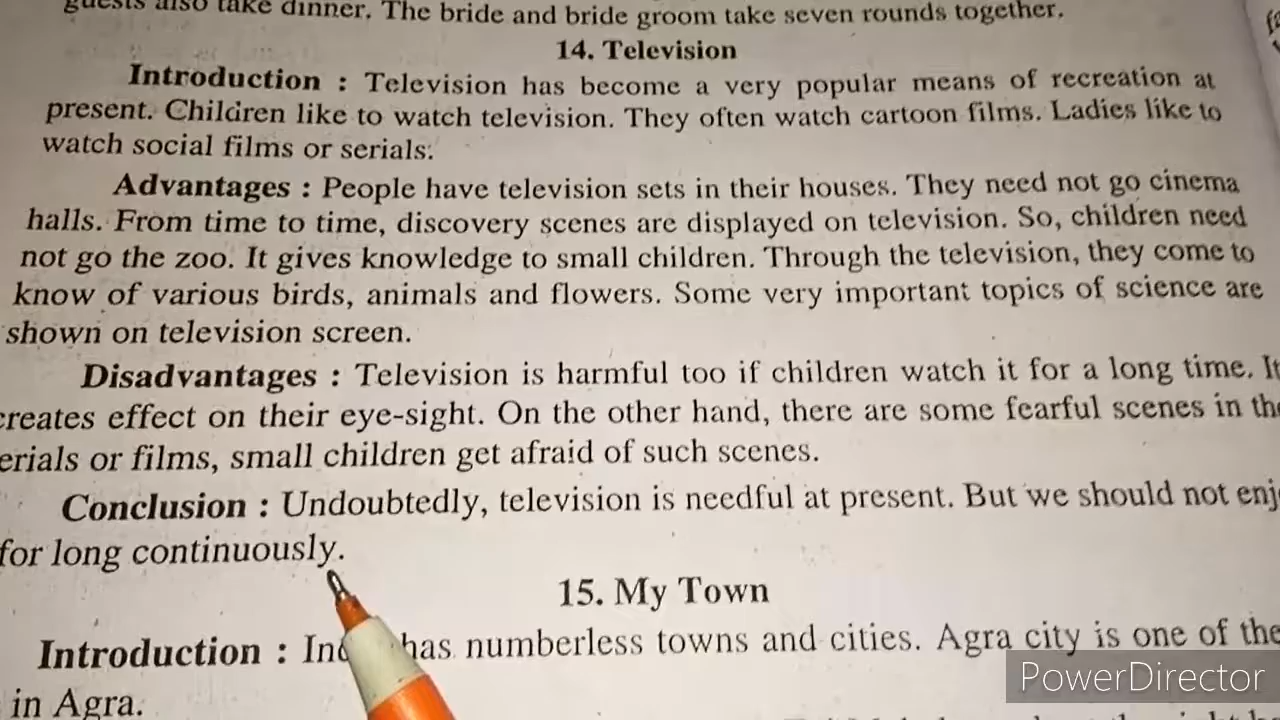 guests also take dinner. The bride and bride groom take seven rounds together.
14. Television
Introduction : Television has become a very popular means of recreation at
present. Children like to watch television. They often watch cartoon films. Ladies like to
watch social films or serials.
Advantages : People have television sets in their houses. They need not go cinema
halls. From time to time, discovery scenes are displayed on television. So, children need
not go the zoo. It gives knowledge to small children. Through the television, they come to
know of various birds, animals and flowers. Some very important topics of science are
shown on television screen.
Disadvantages : Television is harmful too if children watch it for a long time. It
creates effect on their eye-sight. On the other hand, there are some fearful scenes in the
erials or films, small children get afraid of such scenes.
Conclusion : Undoubtedly, television is needful at present. But we should not enj
for long continuously.
15. My Town
Introduction : has numberless towns and cities. Agra city is one of the
in Agra.
PowerDirector